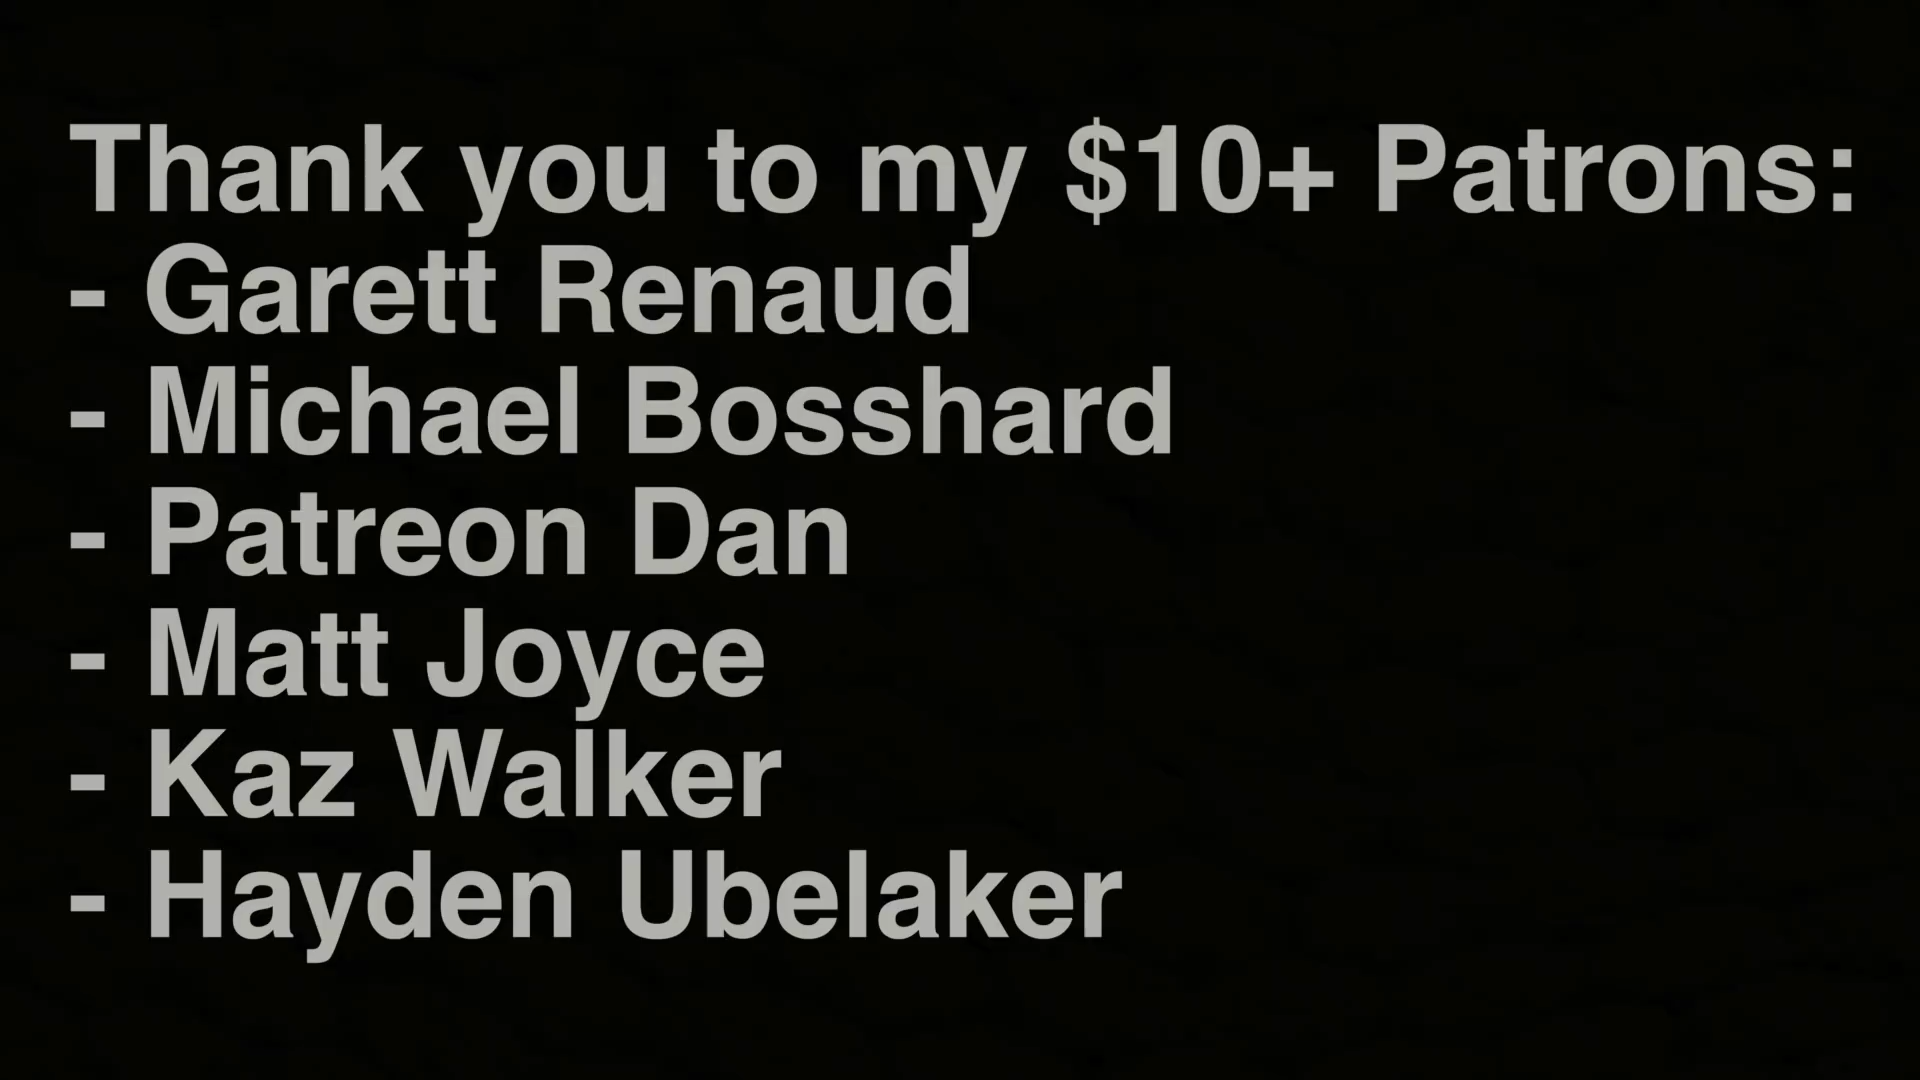 Thank you to my $10+ Patrons:
- Garett Renaud
- Michael Bosshard
- Patreon Dan
- Matt Joyce
- Kaz Walker
- Hayden Ubelaker